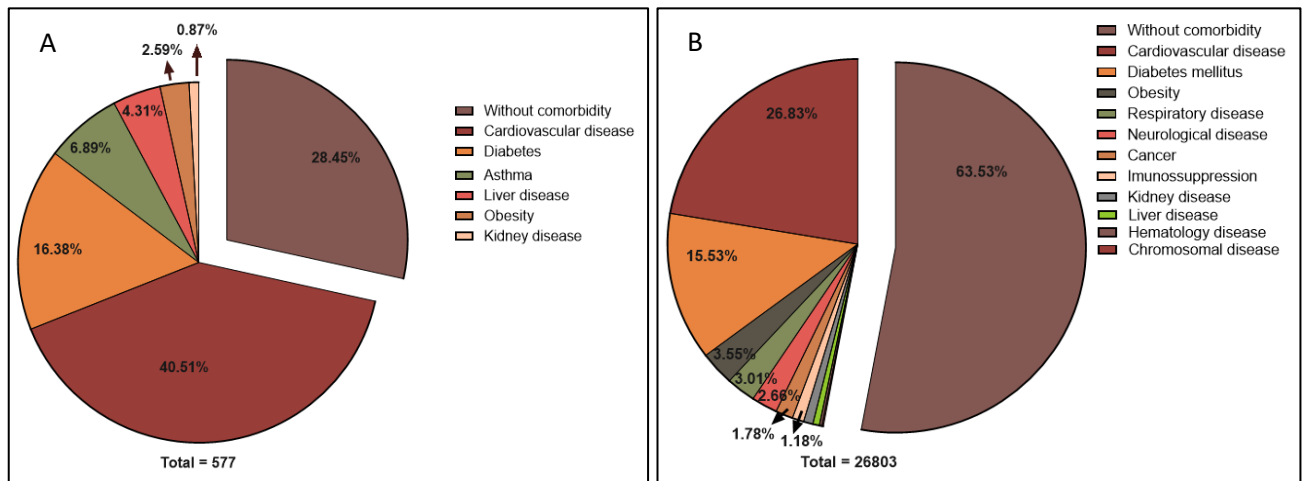 A
0.87%
2.59%
4.31%
6.89%
28.45%
16.38%
40.51%
Total = 577
Without comorbidity
Cardiovascular disease
Diabetes
Asthma
Liver disease
Obesity
Kidney disease
B
26.83%
63.53%
15.53%
3.55%
3.01%
2.66%
1.78%
1.18%
Total = 26803
Without comorbidity
Cardiovascular disease
Diabetes mellitus
Obesity
Respiratory disease
Neurological disease
Cancer
Imunossuppression
Kidney disease
Liver disease
Hematology disease
Chromosomal disease